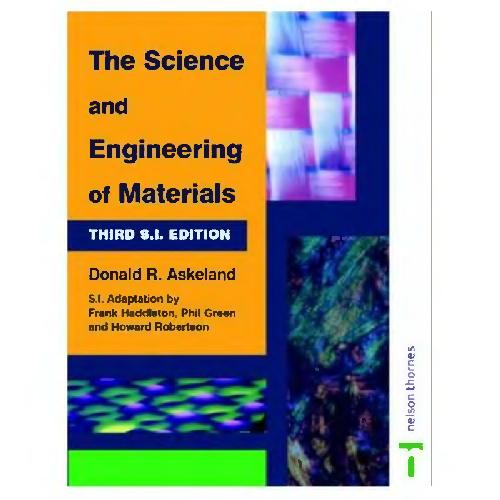 The Science
and
Engineering
of Materials
THIRD S.I. EDITION
Donald R. Askeland
S.I. Adaptation by
Frank Haddleton, Phil Green
and Howard Robertson
nelson thornes